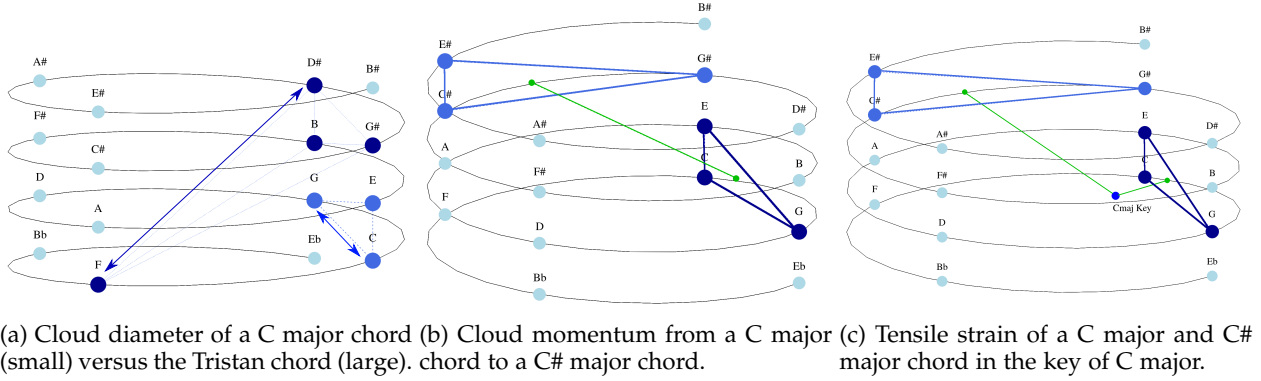 A#
E#
D#
B#
F#
C#
B
G#
D
A
G
E
Bb
F
Eb
C
B#
E#
C#
G#
E
D#
A#
A
C
B
F#
F
G
D
Bb
Eb
B#
E#
C#
G#
E
D#
A#
A
C
B
F#
F
Cmaj Key
G
D
Bb
Eb
(a) Cloud diameter of a C major chord
(small) versus the Tristan chord (large).
(b) Cloud momentum from a C major
chord to a C# major chord.
(c) Tensile strain of a C major and C#
major chord in the key of C major.